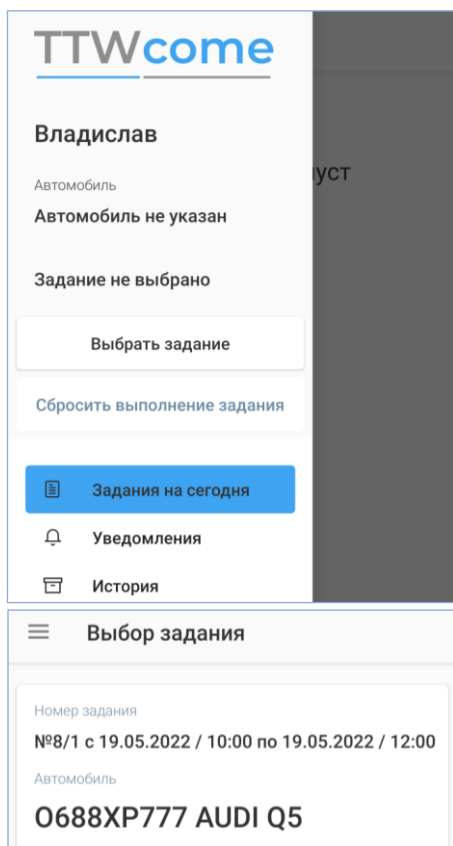 TTWcome
Владислав
Автомобиль
Автомобиль не указан
Задание не выбрано
Выбрать задание
Сбросить выполнение задания
Задания на сегодня
Уведомления
История
Выбор задания
Номер задания
№8/1 с 19.05.2022 / 10:00 по 19.05.2022 / 12:00
Автомобиль
О688ХР777 AUDI Q5